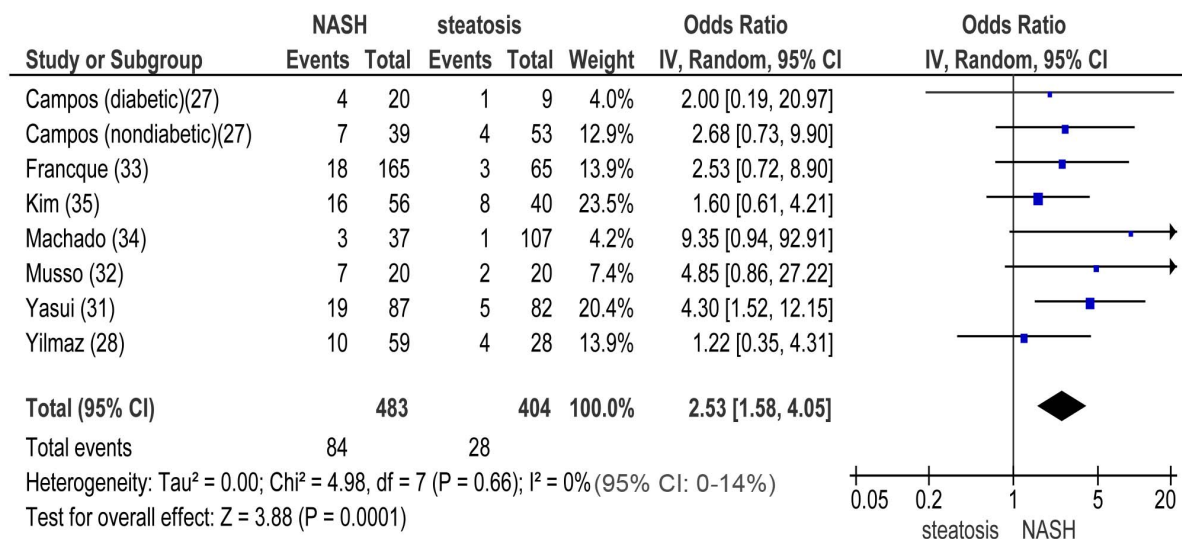 NASH steatosis Odds Ratio Odds Ratio
Study or Subgroup Events Total Events Total Weight IV, Random, 95% CI IV, Random, 95% CI
Campos (diabetic)(27) 4 20 1 9 4.0% 2.00 [0.19, 20.97]
Campos (nondiabetic)(27) 7 39 4 53 12.9% 2.68 [0.73, 9.90]
Francque (33) 18 165 3 65 13.9% 2.53 [0.72, 8.90]
Kim (35) 16 56 8 40 23.5% 1.60 [0.61, 4.21]
Machado (34) 3 37 1 107 4.2% 9.35 [0.94, 92.91]
Musso (32) 7 20 2 20 7.4% 4.85 [0.86, 27.22]
Yasui (31) 19 87 5 82 20.4% 4.30 [1.52, 12.15]
Yilmaz (28) 10 59 4 28 13.9% 1.22 [0.35, 4.31]
Total (95% CI) 483 404 100.0% 2.53 [1.58, 4.05]
Total events 84 28
Heterogeneity: Tau² = 0.00; Chi² = 4.98, df = 7 (P = 0.66); I² = 0% (95% CI: 0-14%)
Test for overall effect: Z = 3.88 (P = 0.0001)
0.05 0.2 1 5 20
steatosis NASH